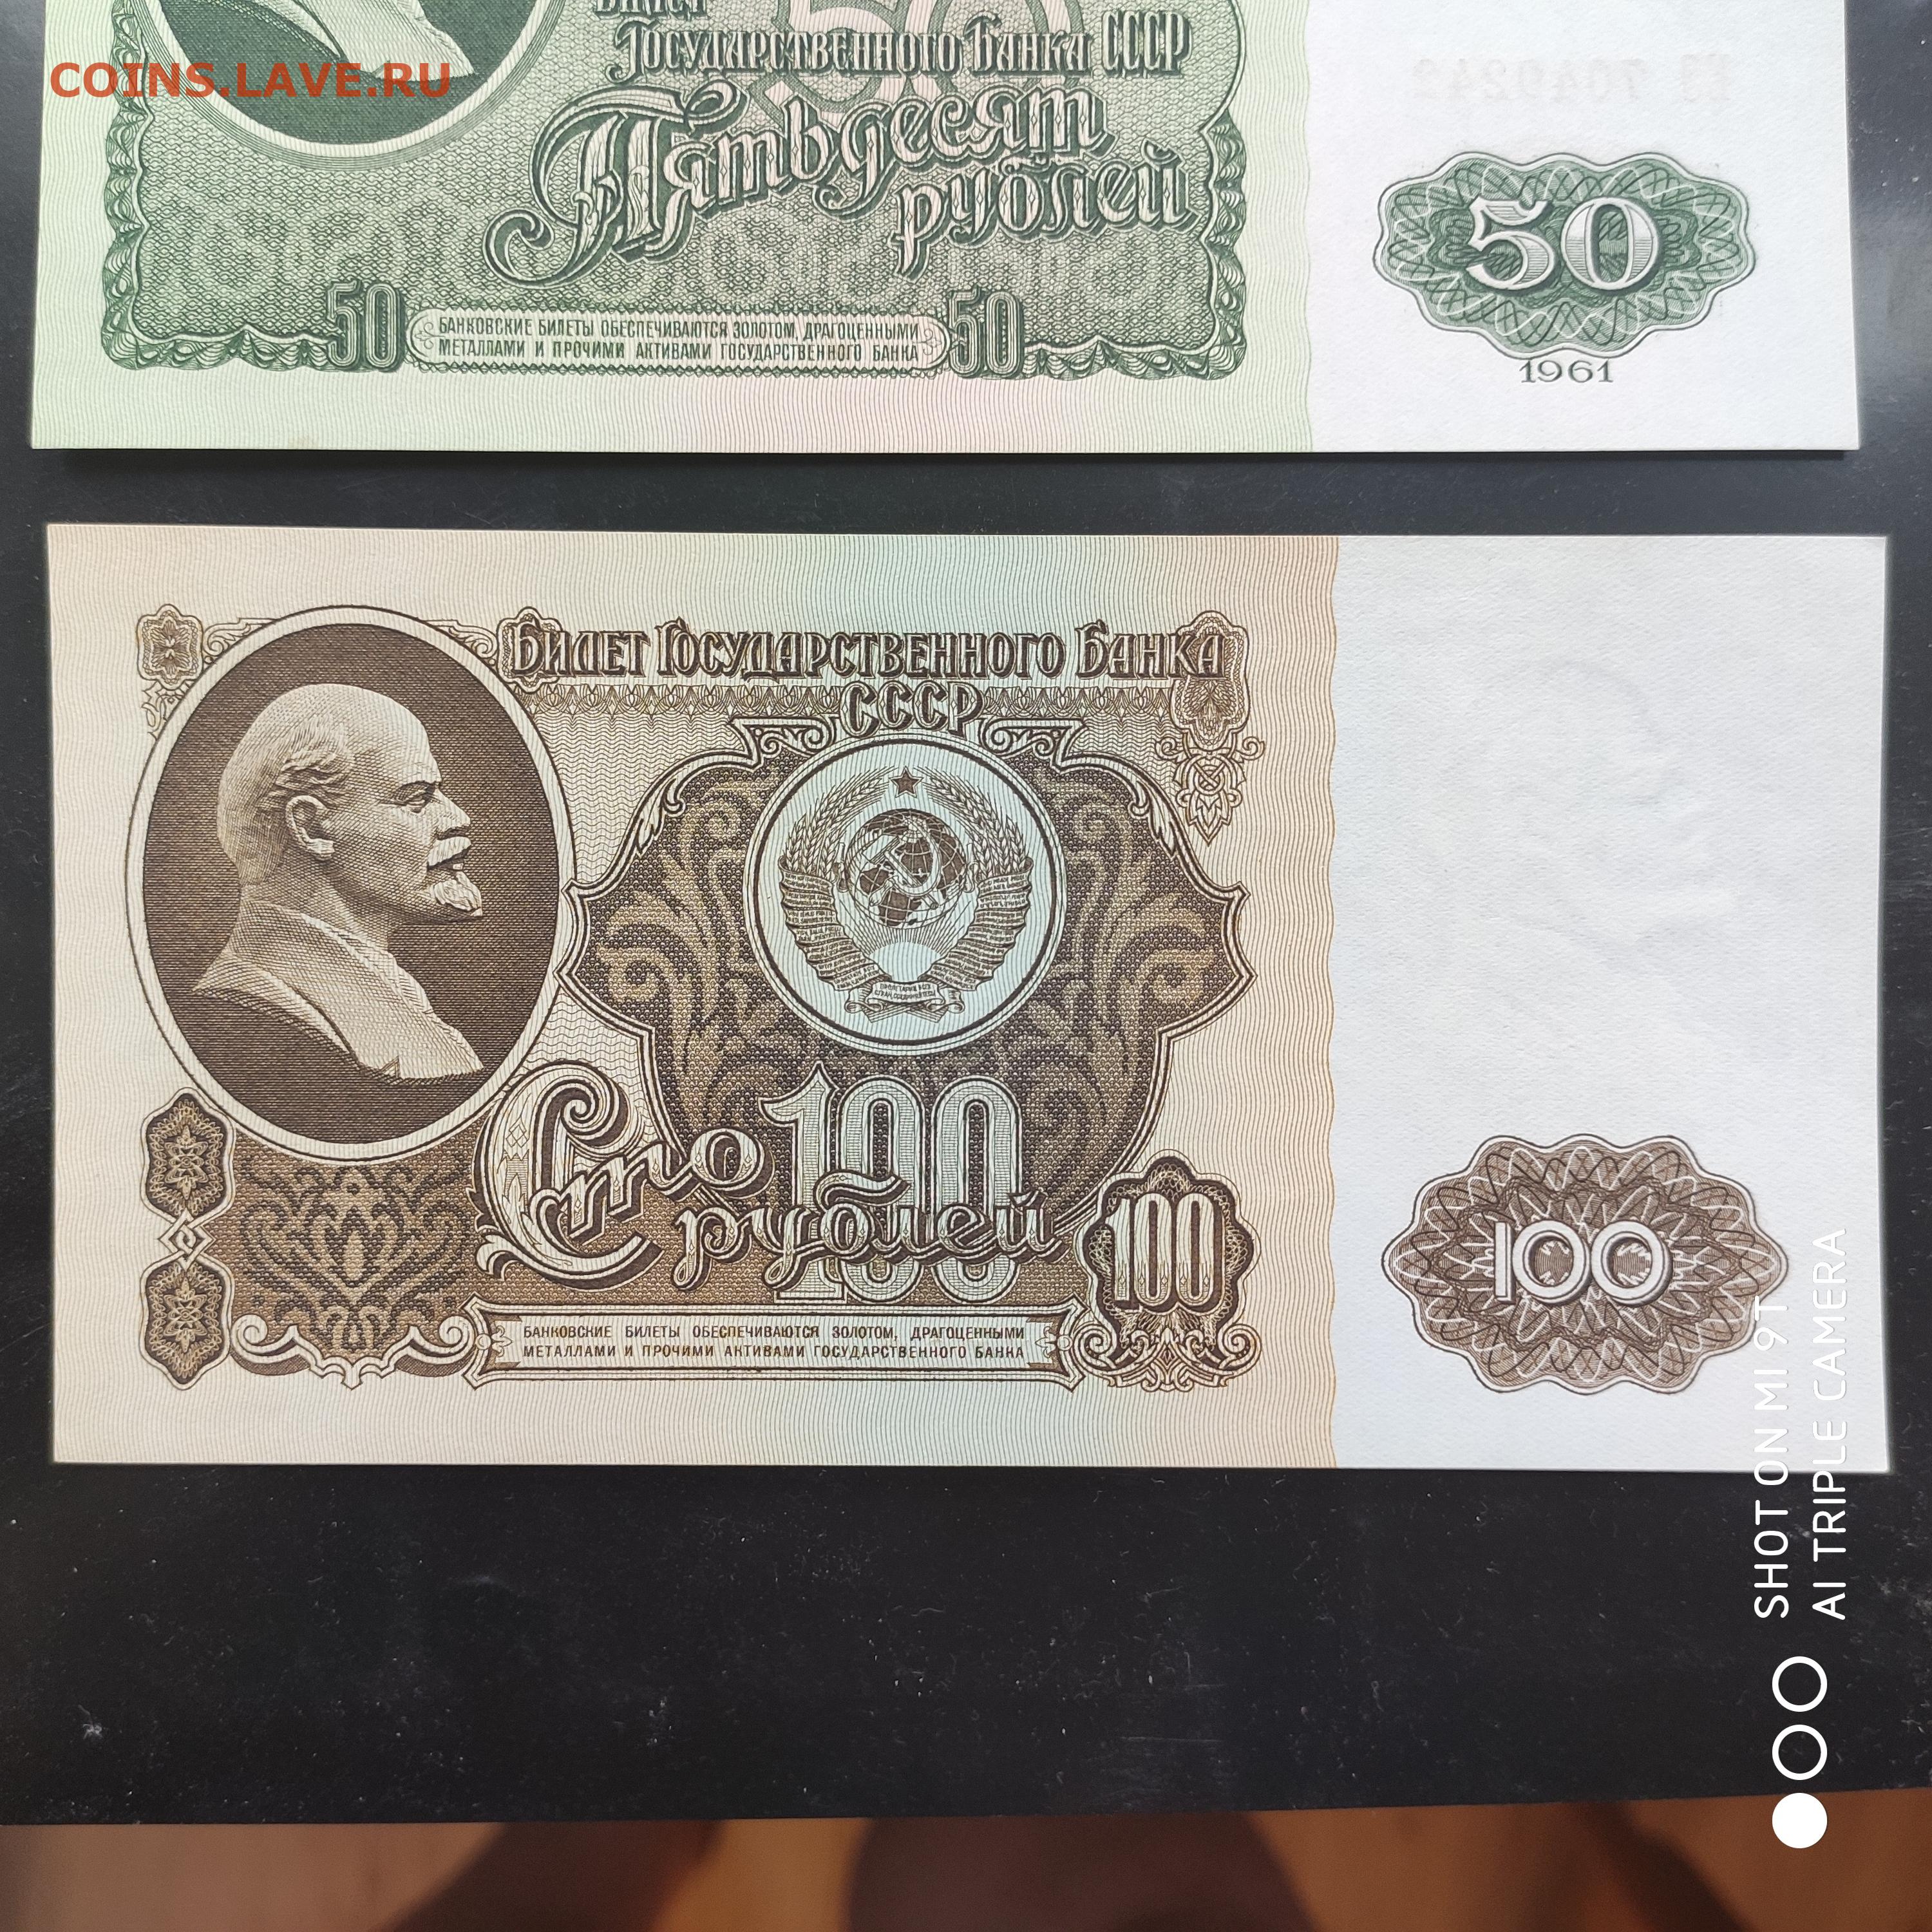 Билет
Государственного Банка СССР
COINS.LAVE.RU
Пятьдесят
рублей
50
50
БАНКОВСКИЕ БИЛЕТЫ ОБЕСПЕЧИВАЮТСЯ ЗОЛОТОМ, ДРАГОЦЕННЫМИ
МЕТАЛЛАМИ И ПРОЧИМИ АКТИВАМИ ГОСУДАРСТВЕННОГО БАНКА
50
1961
Билет Государственного Банка
СССР
100
Сто
рублей
100
БАНКОВСКИЕ БИЛЕТЫ ОБЕСПЕЧИВАЮТСЯ ЗОЛОТОМ, ДРАГОЦЕННЫМИ
МЕТАЛЛАМИ И ПРОЧИМИ АКТИВАМИ ГОСУДАРСТВЕННОГО БАНКА
100
SHOT ON MI 9T
AI TRIPLE CAMERA